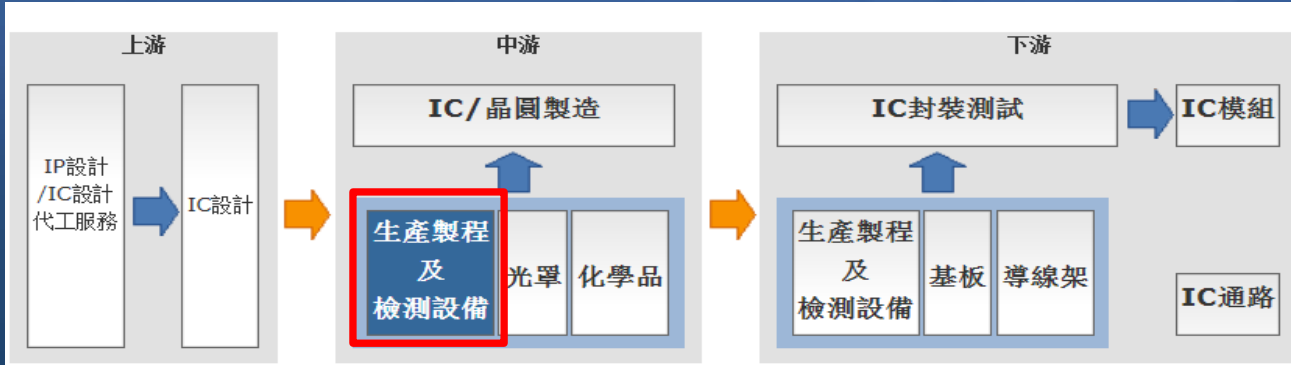 上游
IP設計
/IC設計
代工服務
IC設計
中游
IC/晶圓製造
生產製程
及
檢測設備
光罩
化學品
下游
IC封裝測試
IC模組
生產製程
及
檢測設備
基板
導線架
IC通路